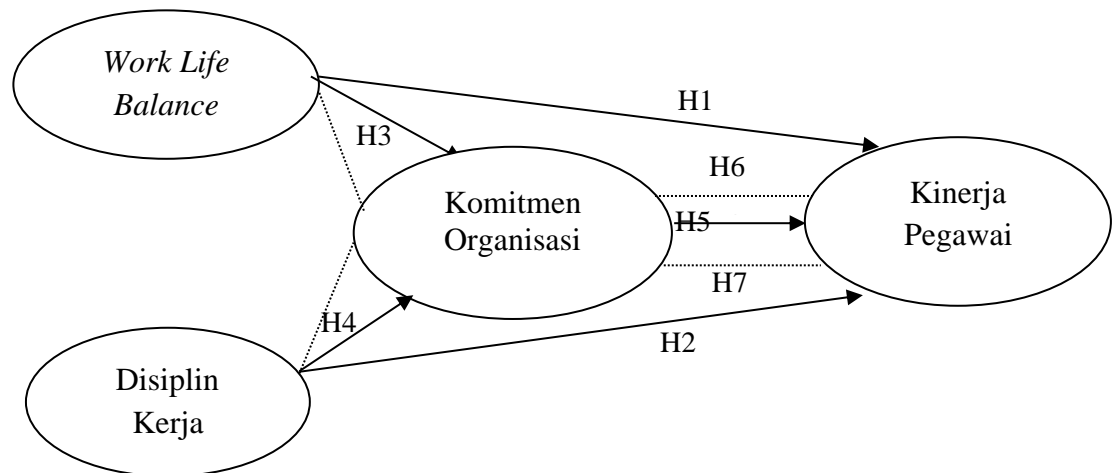 Work Life
Balance
H1
H3
H6
Komitmen
Organisasi
H5
Kinerja
Pegawai
H7
H4
H2
Disiplin
Kerja